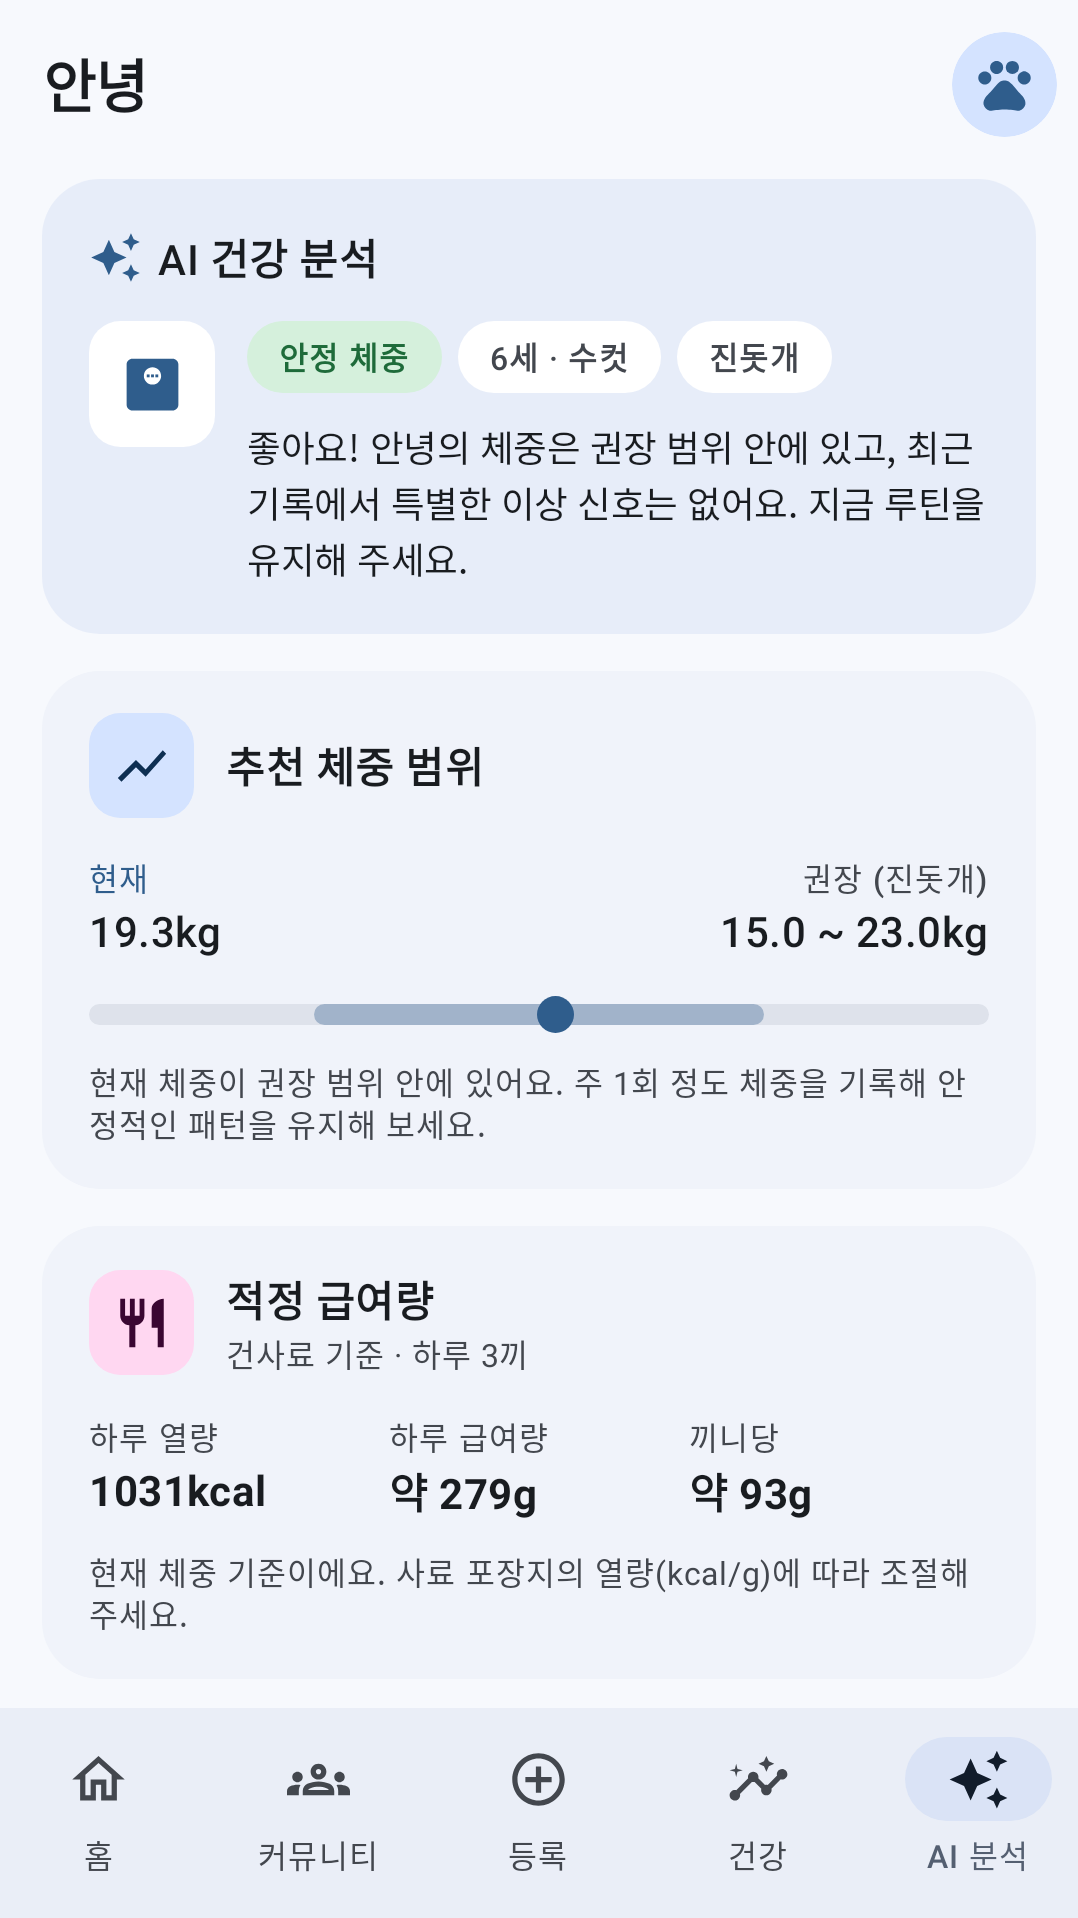 안녕
AI 건강 분석
안정 체중
6세 · 수컷
진돗개
좋아요! 안녕의 체중은 권장 범위 안에 있고, 최근
기록에서 특별한 이상 신호는 없어요. 지금 루틴을
유지해 주세요.
추천 체중 범위
현재
권장 (진돗개)
19.3kg
15.0 ~ 23.0kg
현재 체중이 권장 범위 안에 있어요. 주 1회 정도 체중을 기록해 안
정적인 패턴을 유지해 보세요.
적정 급여량
건사료 기준 · 하루 3끼
하루 열량
하루 급여량
끼니당
1031kcal
약 279g
약 93g
현재 체중 기준이에요. 사료 포장지의 열량(kcal/g)에 따라 조절해
주세요.
홈
커뮤니티
등록
건강
AI 분석